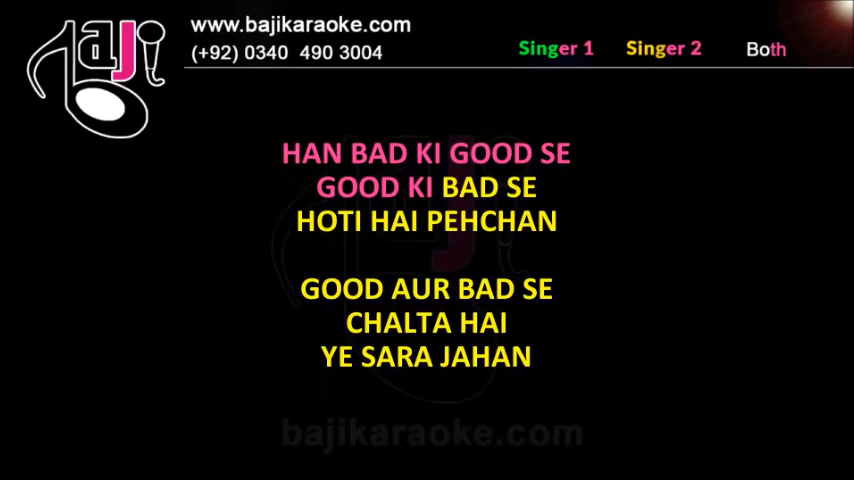 www.bajikaraoke.com
(+92) 0340 490 3004
Singer 1 Singer 2 Both
BAJI
HAN BAD KI GOOD SE
GOOD KI BAD SE
HOTI HAI PEHCHAN
GOOD AUR BAD SE
CHALTA HAI
YE SARA JAHAN
bajikaraoke.com